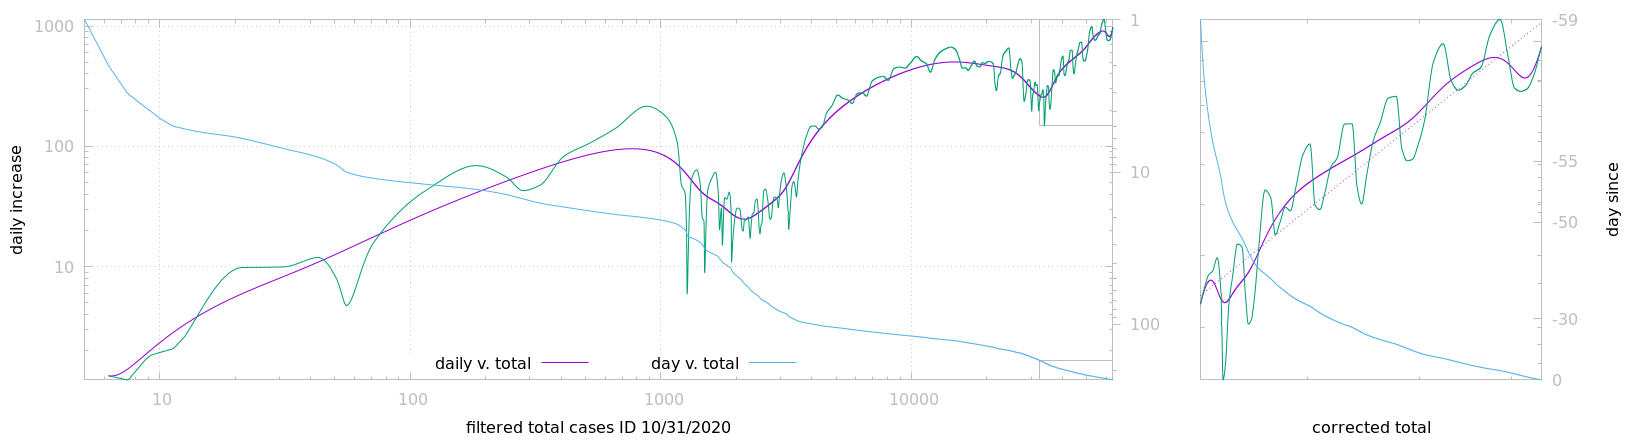 1000
100
10
daily increase
10
100
1000
10000
filtered total cases ID 10/31/2020
daily v. total
day v. total
1
10
100
-59
-55
-50
-30
0
day since
corrected total